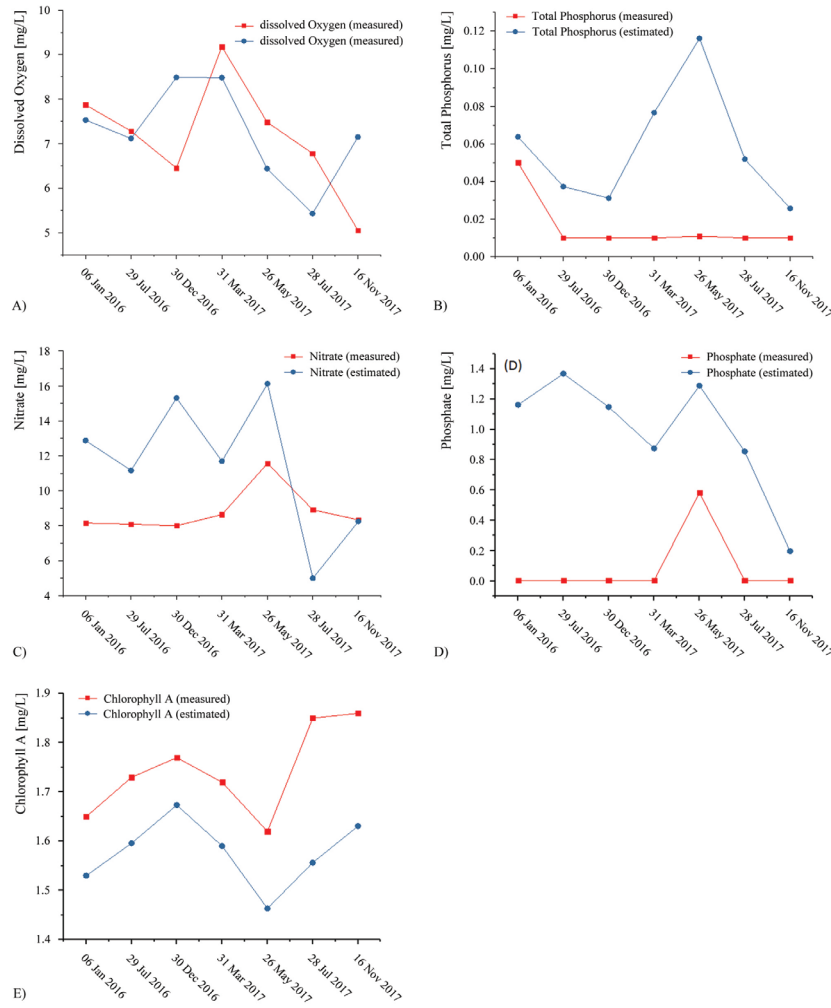 dissolved Oxygen (measured)
dissolved Oxygen (measured)
Dissolved Oxygen [mg/L]
10
9
8
7
6
5
06 Jan 2016
29 Jul 2016
30 Dec 2016
31 Mar 2017
26 May 2017
28 Jul 2017
16 Nov 2017
A)
Total Phosphorus (measured)
Total Phosphorus (estimated)
Total Phosphorus [mg/L]
0.12
0.10
0.08
0.06
0.04
0.02
0.00
06 Jan 2016
29 Jul 2016
30 Dec 2016
31 Mar 2017
26 May 2017
28 Jul 2017
16 Nov 2017
B)
Nitrate (measured)
Nitrate (estimated)
Nitrate [mg/L]
18
16
14
12
10
8
6
4
06 Jan 2016
29 Jul 2016
30 Dec 2016
31 Mar 2017
26 May 2017
28 Jul 2017
16 Nov 2017
C)
(D)
Phosphate (measured)
Phosphate (estimated)
Phosphate [mg/L]
1.4
1.2
1.0
0.8
0.6
0.4
0.2
0.0
06 Jan 2016
29 Jul 2016
30 Dec 2016
31 Mar 2017
26 May 2017
28 Jul 2017
16 Nov 2017
D)
Chlorophyll A (measured)
Chlorophyll A (estimated)
Chlorophyll A [mg/L]
1.9
1.8
1.7
1.6
1.5
1.4
06 Jan 2016
29 Jul 2016
30 Dec 2016
31 Mar 2017
26 May 2017
28 Jul 2017
16 Nov 2017
E)